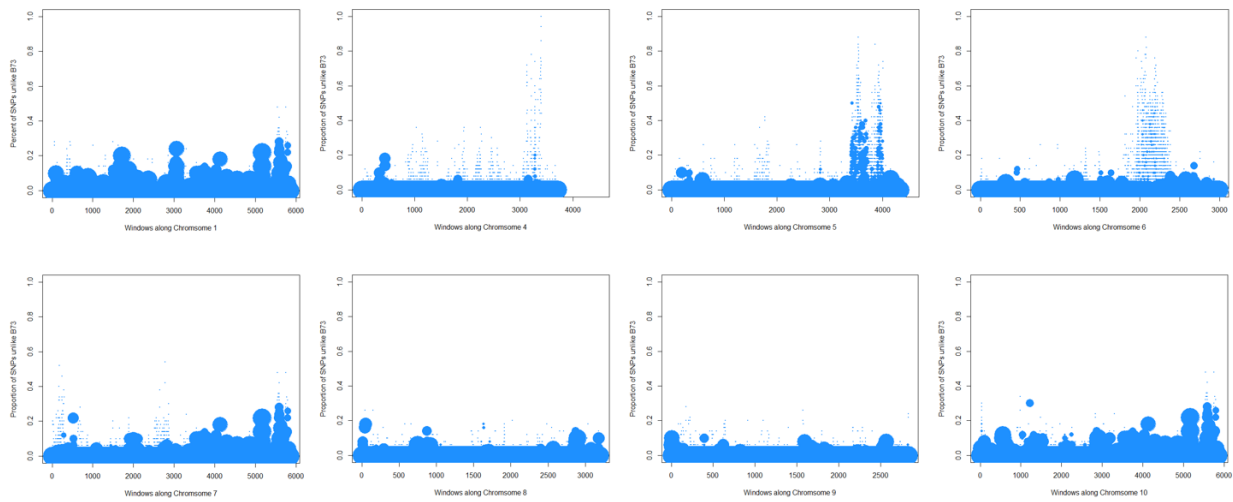 Percent of SNPs unlike B73
0.0 0.2 0.4 0.6 0.8 1.0
0 1000 2000 3000 4000 5000 6000
Windows along Chromsome 1
Proportion of SNPs unlike B73
0.0 0.2 0.4 0.6 0.8 1.0
0 1000 2000 3000 4000
Windows along Chromsome 4
Proportion of SNPs unlike B73
0.0 0.2 0.4 0.6 0.8 1.0
0 1000 2000 3000 4000
Windows along Chromsome 5
Proportion of SNPs unlike B73
0.0 0.2 0.4 0.6 0.8 1.0
0 500 1000 1500 2000 2500 3000
Windows along Chromsome 6
Proportion of SNPs unlike B73
0.0 0.2 0.4 0.6 0.8 1.0
0 1000 2000 3000 4000 5000 6000
Windows along Chromsome 7
Proportion of SNPs unlike B73
0.0 0.2 0.4 0.6 0.8 1.0
0 500 1000 1500 2000 2500 3000
Windows along Chromsome 8
Proportion of SNPs unlike B73
0.0 0.2 0.4 0.6 0.8 1.0
0 500 1000 1500 2000 2500
Windows along Chromsome 9
Proportion of SNPs unlike B73
0.0 0.2 0.4 0.6 0.8 1.0
0 1000 2000 3000 4000 5000 6000
Windows along Chromsome 10